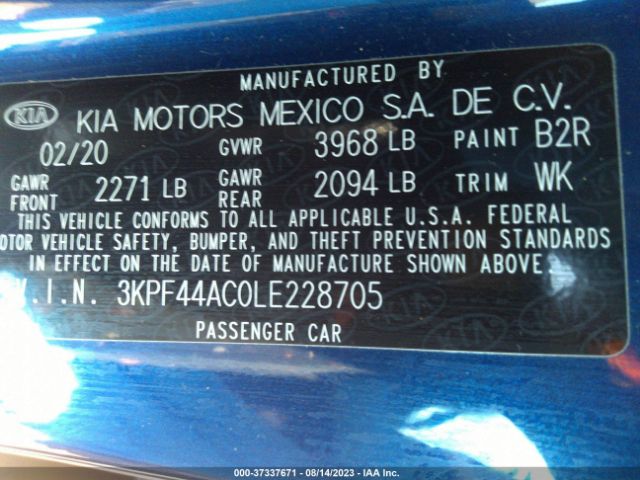 MANUFACTURED BY
KIA KIA MOTORS MEXICO S.A. DE C.V.
02/20 GVWR 3968 LB PAINT B2R
GAWR FRONT 2271 LB GAWR REAR 2094 LB TRIM WK
THIS VEHICLE CONFORMS TO ALL APPLICABLE U.S.A. FEDERAL
OTOR VEHICLE SAFETY, BUMPER, AND THEFT PREVENTION STANDARDS
IN EFFECT ON THE DATE OF MANUFACTURE SHOWN ABOVE.
V.I.N. 3KPF44AC0LE228705
PASSENGER CAR
000-37337671 - 08/14/2023 - IAA Inc.